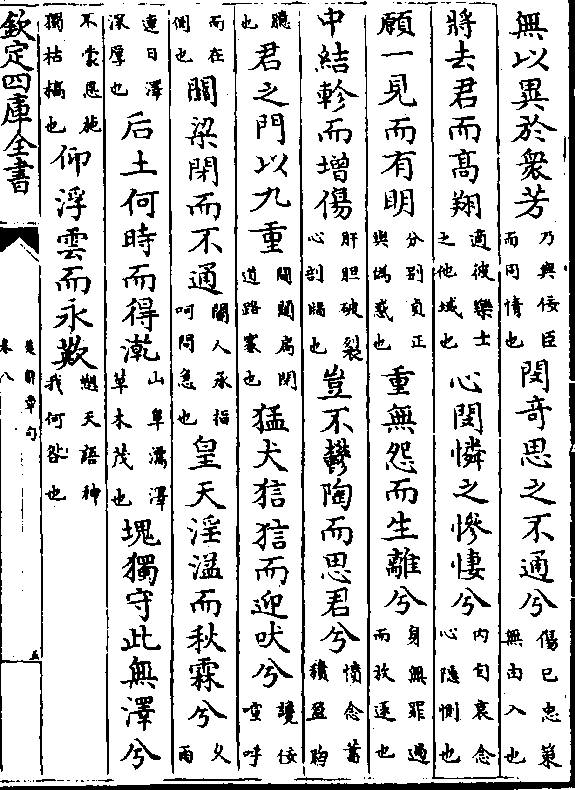 無以異於衆芳乃與佞臣而同情也閔奇思之不通兮傷己忠策無由入也
將去君而高翔適彼樂土之他域也心閔憐之慘悽兮内自哀念心隱惻也
願一見而有明分别貞正與偽惑也重無怨而生離兮身無罪過而放逐也
中結軫而增傷肝胆破裂心剖𦡳也豈不鬱陶而思君兮憤念蓄積盈胸
臆也君之門以九重閽闈扃閉道路塞也猛犬狺狺而迎吠兮讒佞喧呼
而在側也關梁閉而不通閽人承指呵問急也皇天淫溢而秋霖兮久雨
連日澤深厚也后土何時而得漧山阜濡澤草木茂也塊獨守此無澤兮
不蒙恩施獨枯槁也仰浮雲而永歎愬天語神我何咎也
欽定四庫全書
楚辭章句
卷八
五